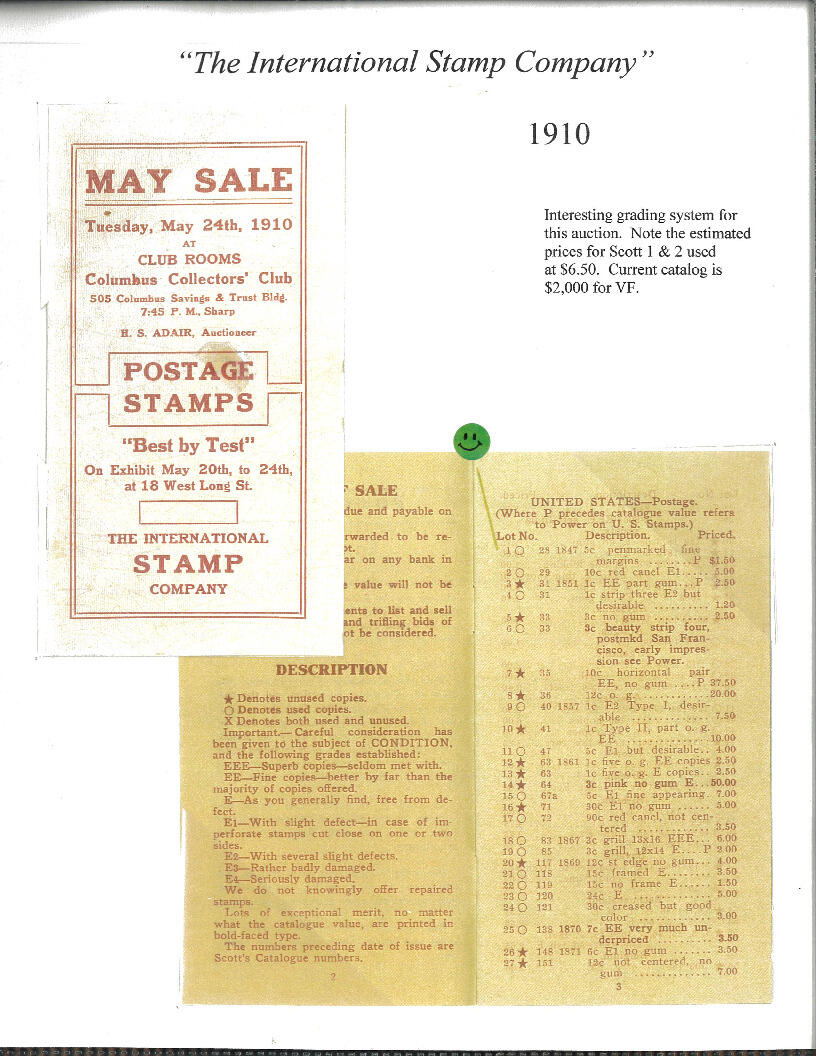 “The International Stamp Company”
1910
Interesting grading system for
this auction. Note the estimated
prices for Scott 1 & 2 used
at $6.50. Current catalog is
$2,000 for VF.
MAY SALE
Tuesday, May 24th, 1910
AT
CLUB ROOMS
Columbus Collectors' Club
505 Columbus Savings & Trust Bldg.
7:45 P. M., Sharp
H. S. ADAIR, Auctioneer
POSTAGE
STAMPS
"Best by Test"
On Exhibit May 20th, to 24th,
at 18 West Long St.
THE INTERNATIONAL
STAMP
COMPANY
F SALE
due and payable on
rwarded to be re-
pt.
ar on any bank in
e value will not be
ents to list and sell
and trifling bids of
ot be considered.
DESCRIPTION
★ Denotes unused copies.
○ Denotes used copies.
X Denotes both used and unused.
Important.— Careful consideration has
been given to the subject of CONDITION,
and the following grades established:
EEE—Superb copies—seldom met with.
EE—Fine copies—better by far than the
majority of copies offered.
E—As you generally find, free from de-
fect.
E1—With slight defect—in case of im-
perforate stamps cut close on one or two
sides.
E2—With several slight defects.
E3—Rather badly damaged.
E4—Seriously damaged.
We do not knowingly offer repaired
stamps.
Lots of exceptional merit, no matter
what the catalogue value, are printed in
bold-faced type.
The numbers preceding date of issue are
Scott's Catalogue numbers.
2
UNITED STATES—Postage.
(Where P precedes catalogue value refers
to Power on U. S. Stamps.)
Lot No. Description. Priced.
1 ○ 28 1847 5c penmarked, fine
margins ........P $1.50
2 ○ 29 10c red cancl E1..... 5.00
3 ★ 31 1851 1c EE part gum...P 2.50
4 ○ 31 1c strip three E2 but
desirable .......... 1.20
5 ★ 33 3c no gum ........... 2.50
6 ○ 33 3c beauty strip four,
postmkd San Fran-
cisco, early impres-
sion see Power.
7 ★ 35 10c horizontal pair
EE, no gum ....P 37.50
8 ★ 36 12c o. g. .............20.00
9 ○ 40 1857 1c E2 Type I, desir-
able .............. 7.50
10 ★ 41 1c Type II, part o. g.
EE ..............10.00
11 ○ 47 5c E1 but desirable.. 4.00
12 ★ 63 1861 1c five o. g. EE copies 2.50
13 ★ 63 1c five o. g. E copies.. 2.50
14 ★ 64 3c pink no gum E...50.00
15 ○ 67a 5c E1 fine appearing. 7.00
16 ★ 71 30c E1 no gum ...... 5.00
17 ○ 72 90c red cancl, not cen-
tered ............. 3.50
18 ○ 83 1867 3c grill 13x16 EEE... 6.00
19 ○ 85 3c grill, 12x14 E....P 2.00
20 ★ 117 1869 12c st edge no gum... 4.00
21 ○ 118 15c framed E........ 3.50
22 ○ 119 15c no frame E...... 1.50
23 ○ 120 24c E ............... 5.00
24 ○ 121 30c creased but good
color ............. 3.00
25 ○ 138 1870 7c EE very much un-
derpriced .......... 3.50
26 ★ 148 1871 6c E1 no gum ....... 3.50
27 ★ 151 12c not centered, no
gum .............. 7.00
3